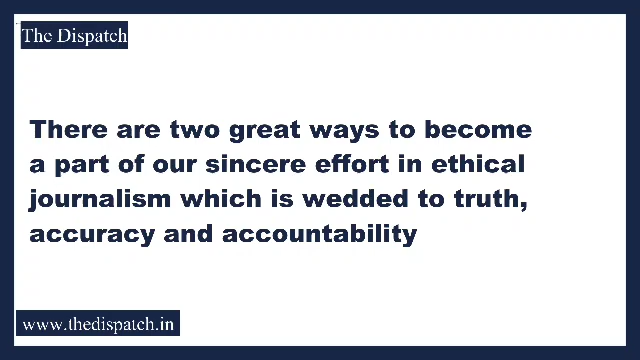 The Dispatch
There are two great ways to become
a part of our sincere effort in ethical
journalism which is wedded to truth,
accuracy and accountability
www.thedispatch.in